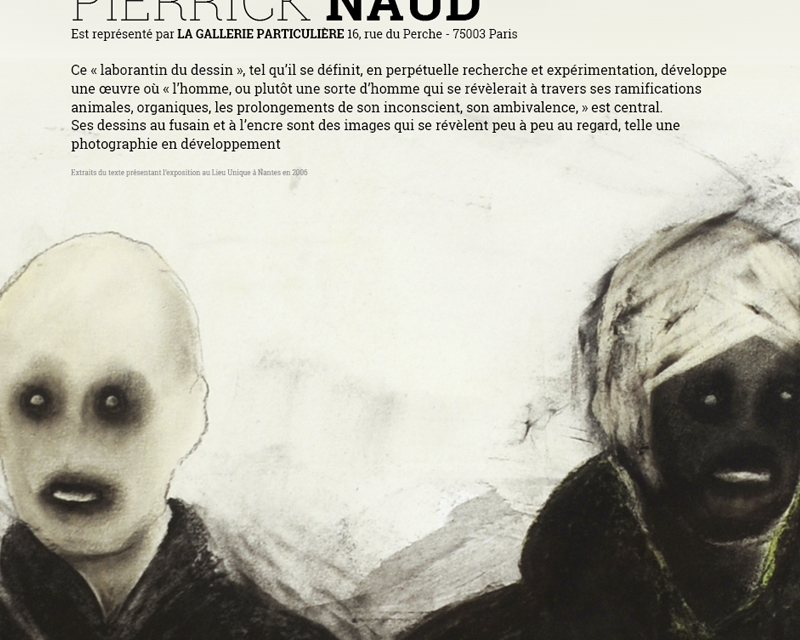 PIERRICK NAUD
Est représenté par LA GALLERIE PARTICULIÈRE 16, rue du Perche - 75003 Paris
Ce « laborantin du dessin », tel qu'il se définit, en perpétuelle recherche et expérimentation, développe
une œuvre où « l'homme, ou plutôt une sorte d'homme qui se révèlerait à travers ses ramifications
animales, organiques, les prolongements de son inconscient, son ambivalence, » est central.
Ses dessins au fusain et à l'encre sont des images qui se révèlent peu à peu au regard, telle une
photographie en développement
Extraits du texte présentant l'exposition au Lieu Unique à Nantes en 2006